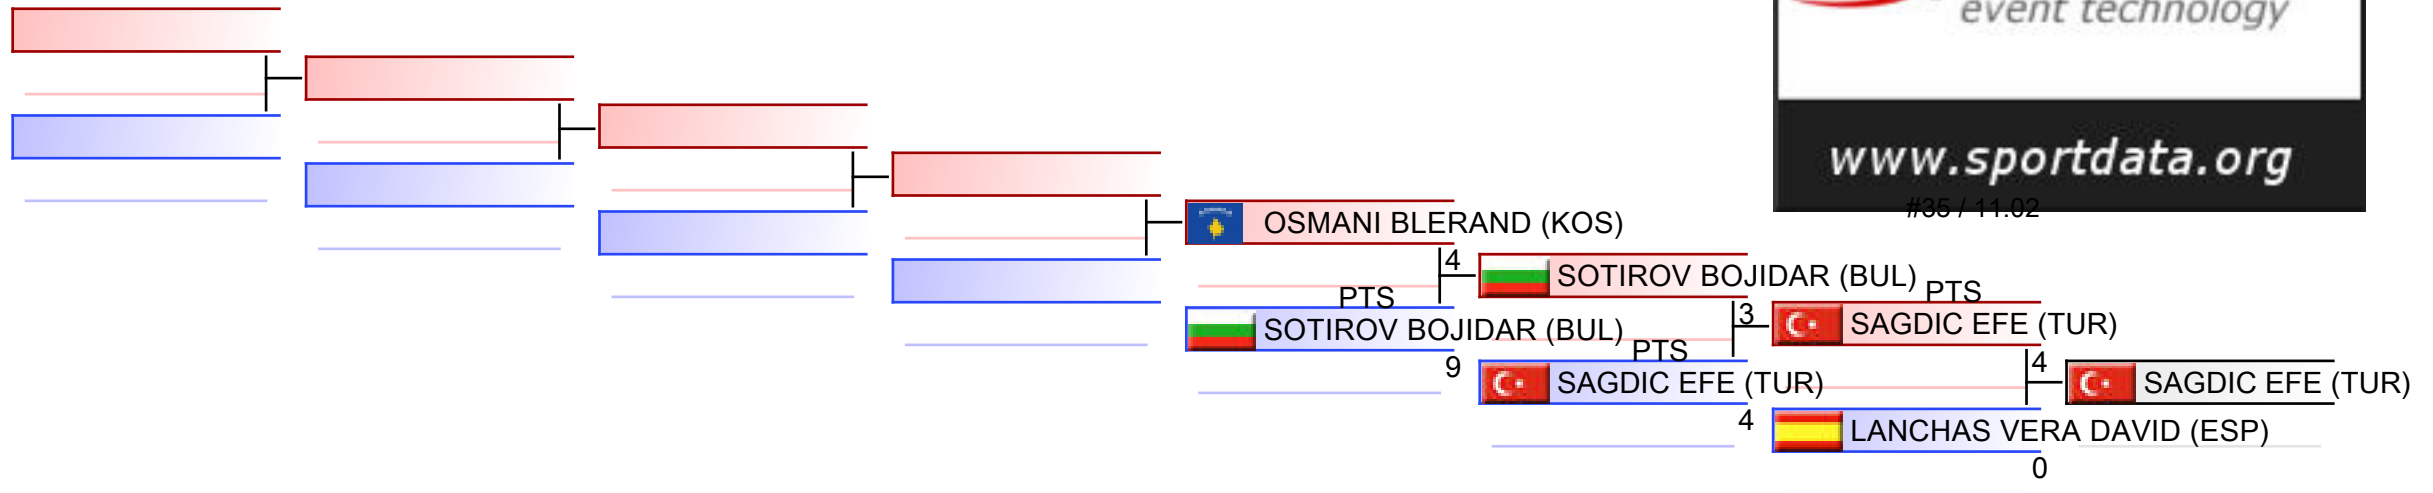 event technology
www.sportdata.org
#35 / 11.02
OSMANI BLERAND (KOS)
4
PTS
SOTIROV BOJIDAR (BUL)
9
SOTIROV BOJIDAR (BUL)
3
PTS
SAGDIC EFE (TUR)
4
PTS
SAGDIC EFE (TUR)
4
LANCHAS VERA DAVID (ESP)
0
SAGDIC EFE (TUR)